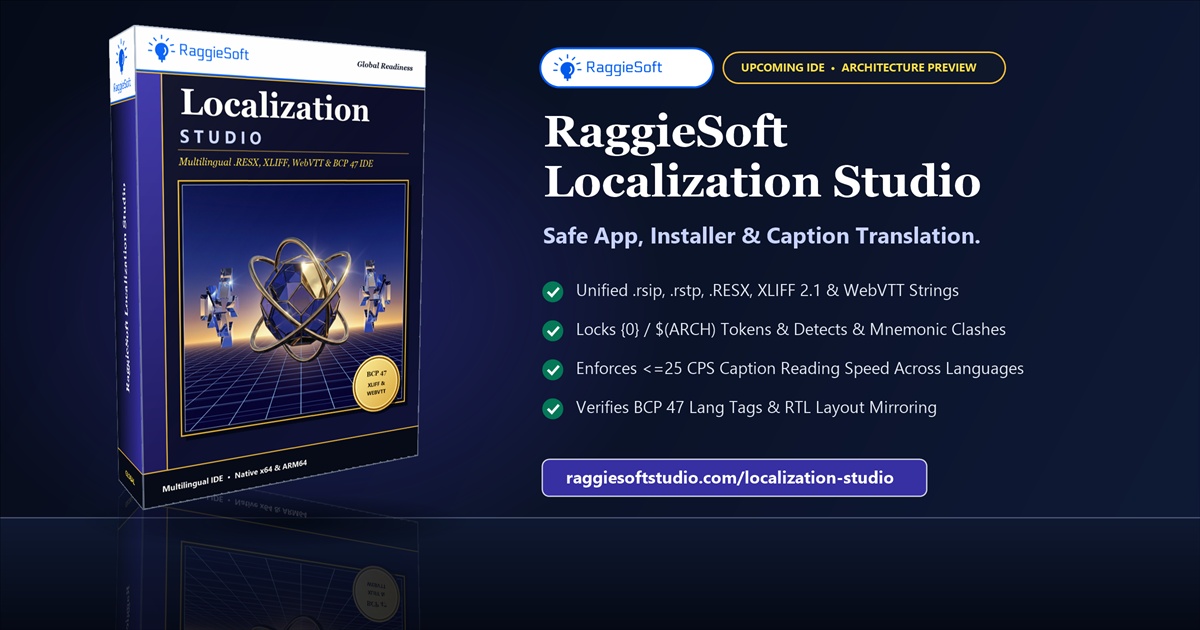 RaggieSoft
Global Readiness
Localization
STUDIO
Multilingual .RESX, XLIFF, WebVTT & BCP 47 IDE
BCP 47
XLIFF &
WEBVTT
Multilingual IDE • Native x64 & ARM64
RaggieSoft
RaggieSoft Localization Studio
RaggieSoft
UPCOMING IDE • ARCHITECTURE PREVIEW
RaggieSoft
Localization Studio
Safe App, Installer & Caption Translation.
Unified .rsip, .rstp, .RESX, XLIFF 2.1 & WebVTT Strings
Locks {0} / $(ARCH) Tokens & Detects & Mnemonic Clashes
Enforces <=25 CPS Caption Reading Speed Across Languages
Verifies BCP 47 Lang Tags & RTL Layout Mirroring
raggiesoftstudio.com/localization-studio